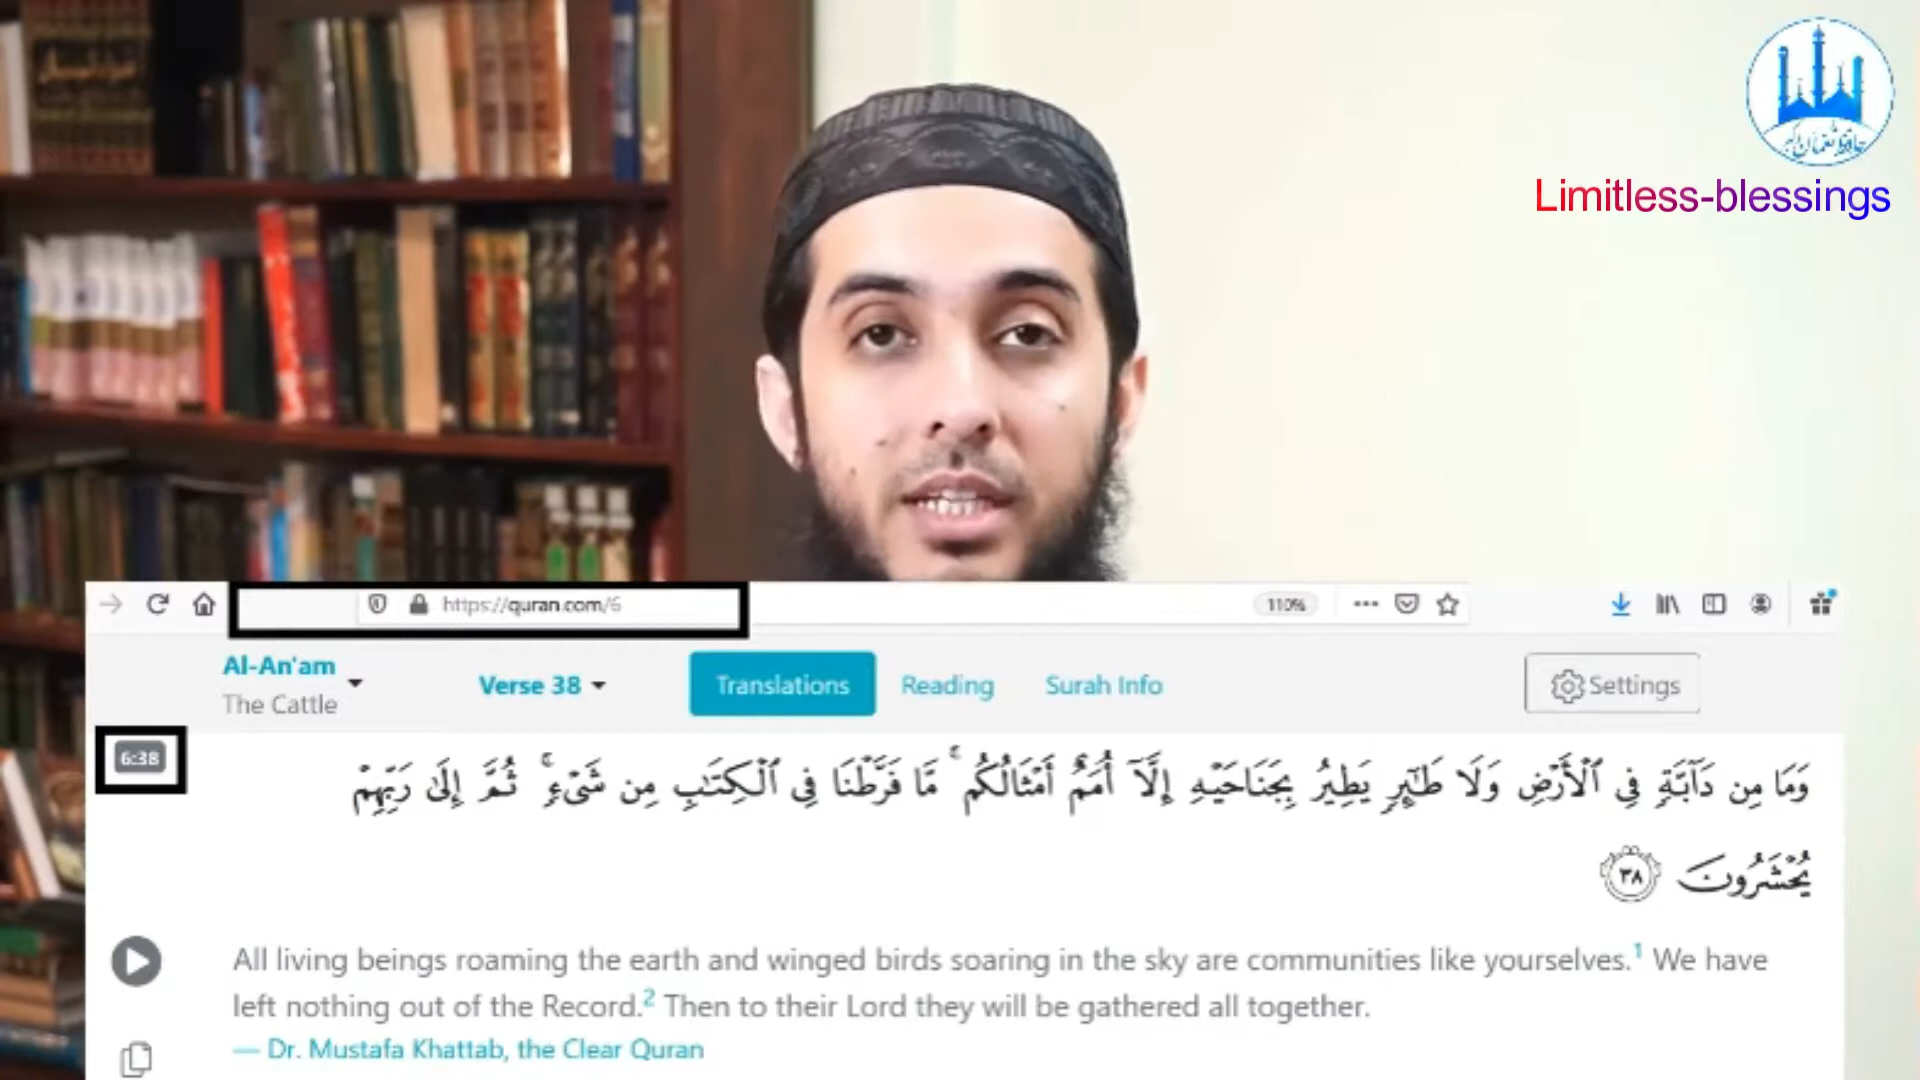 حافظ نعمان اکبر
Limitless-blessings
https://quran.com/6
110%
Al-An'am
The Cattle
Verse 38
Translations
Reading
Surah Info
Settings
6:38
وَمَا مِن دَآبَّةٍ فِى ٱلْأَرْضِ وَلَا طَـٰٓئِرٍ يَطِيرُ بِجَنَاحَيْهِ إِلَّآ أُمَمٌ أَمْثَالُكُم ۚ مَّا فَرَّطْنَا فِى ٱلْكِتَـٰبِ مِن شَىْءٍ ۚ ثُمَّ إِلَىٰ رَبِّهِمْ
يُحْشَرُونَ ٣٨
All living beings roaming the earth and winged birds soaring in the sky are communities like yourselves.1 We have
left nothing out of the Record.2 Then to their Lord they will be gathered all together.
— Dr. Mustafa Khattab, the Clear Quran